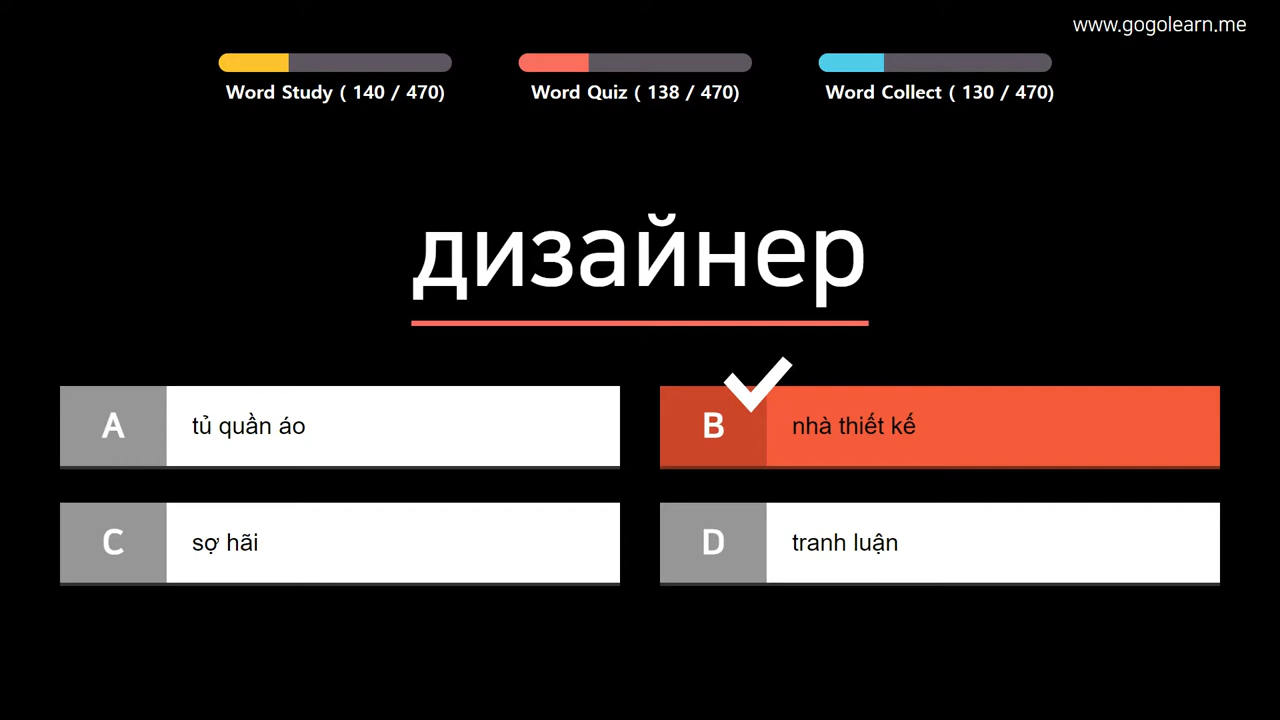 www.gogolearn.me
Word Study ( 140 / 470)
Word Quiz ( 138 / 470)
Word Collect ( 130 / 470)
дизайнер
A
tủ quần áo
B
nhà thiết kế
C
sợ hãi
D
tranh luận